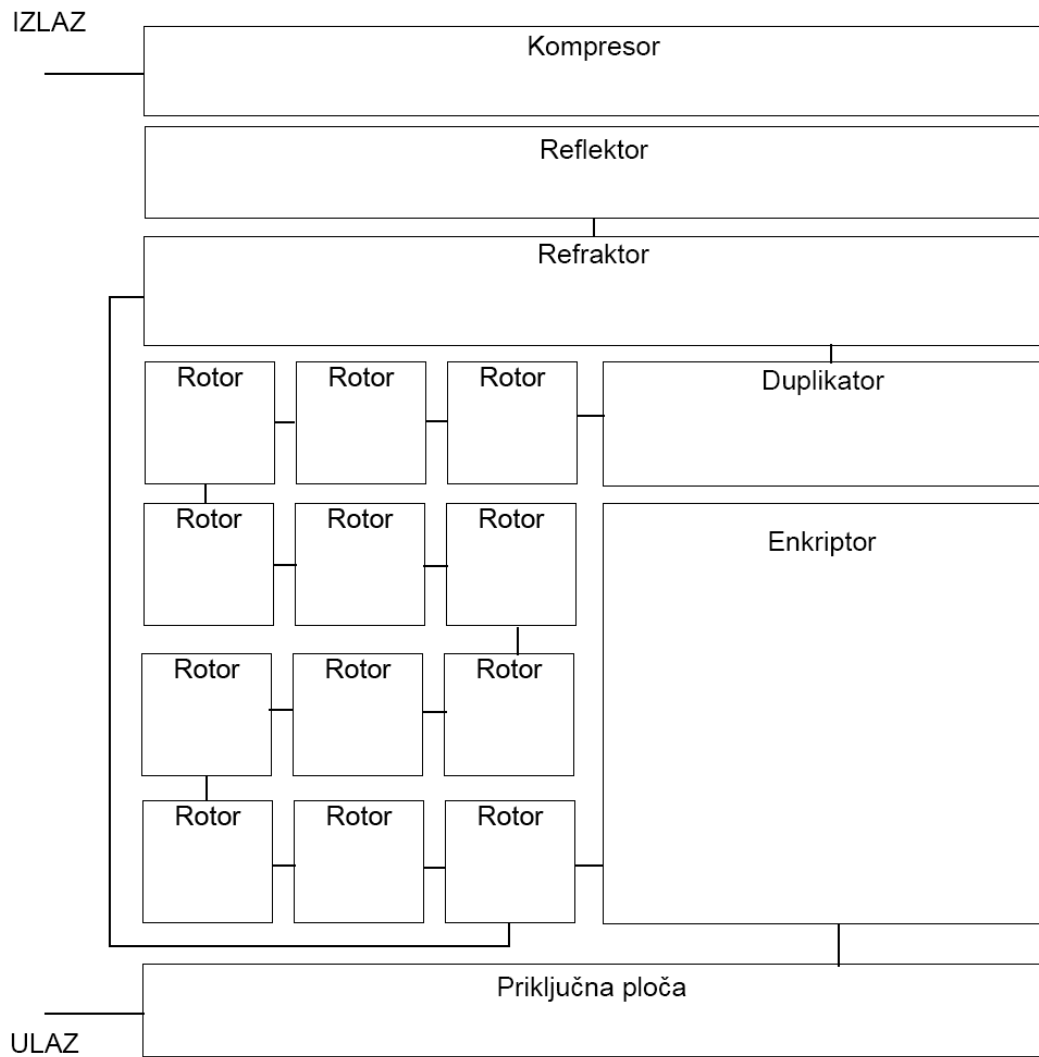 IZLAZ
Kompresor
Reflektor
Refraktor
Rotor Rotor Rotor Duplikator
Rotor Rotor Rotor Enkriptor
Rotor Rotor Rotor
Rotor Rotor Rotor
Priključna ploča
ULAZ